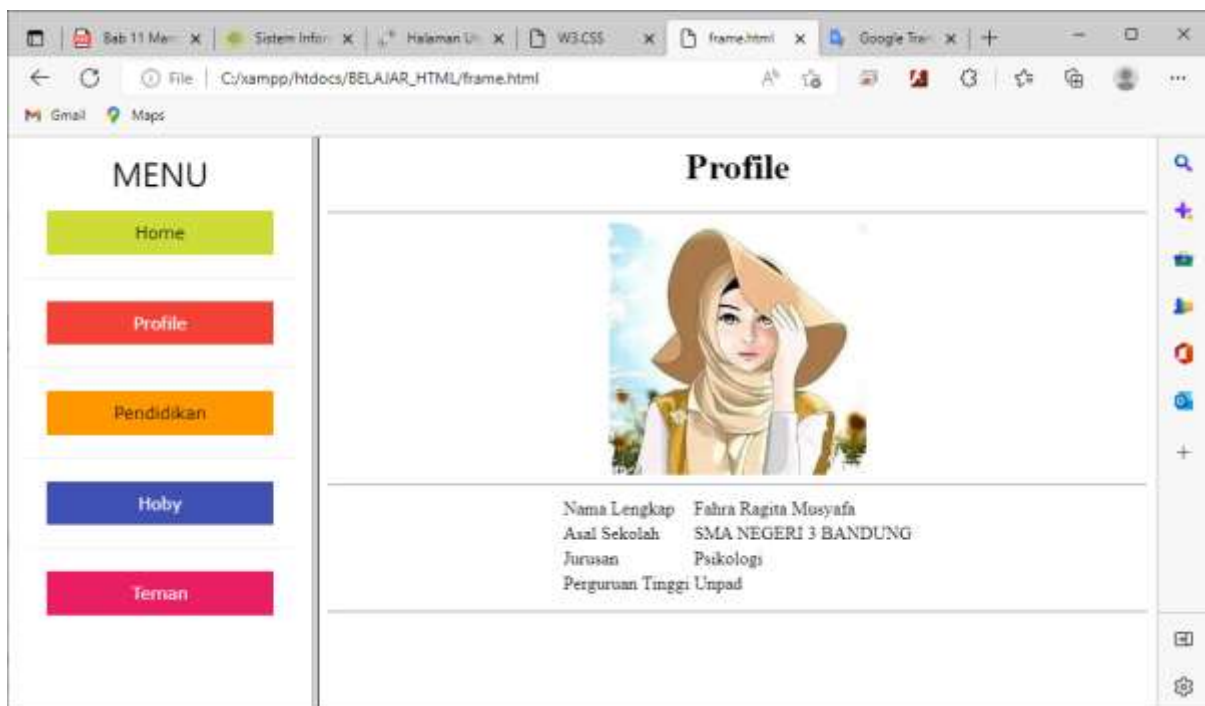 Bab 11 Mer
Sistem Infor
Halaman Un
W3.CSS
frame.html
Google Tran
File
C:/xampp/htdocs/BELAJAR_HTML/frame.html
Gmail
Maps
MENU
Home
Profile
Pendidikan
Hoby
Teman
Profile
Nama Lengkap Fahra Ragita Musyafa
Asal Sekolah SMA NEGERI 3 BANDUNG
Jurusan Psikologi
Perguruan Tinggi Unpad